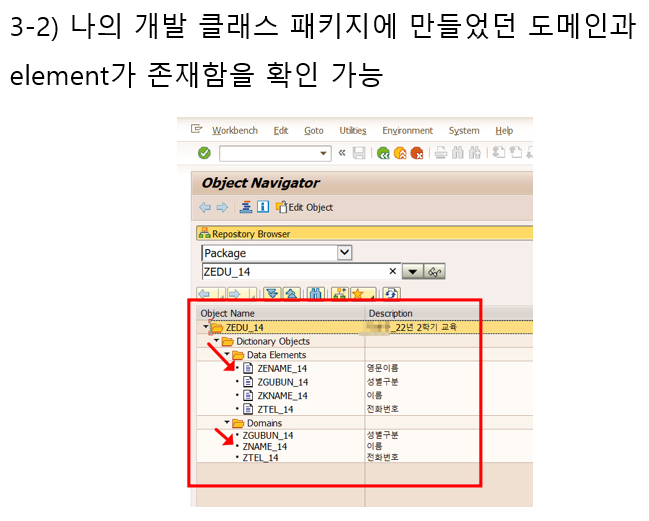 3-2) 나의 개발 클래스 패키지에 만들었던 도메인과
element가 존재함을 확인 가능
Workbench Edit Goto Utilities Environment System Help
Object Navigator
Edit Object
Repository Browser
Package
ZEDU_14
Object Name Description
ZEDU_14 _22년 2학기 교육
Dictionary Objects
Data Elements
ZENAME_14 영문이름
ZGUBUN_14 성별구분
ZKNAME_14 이름
ZTEL_14 전화번호
Domains
ZGUBUN_14 성별구분
ZNAME_14 이름
ZTEL_14 전화번호